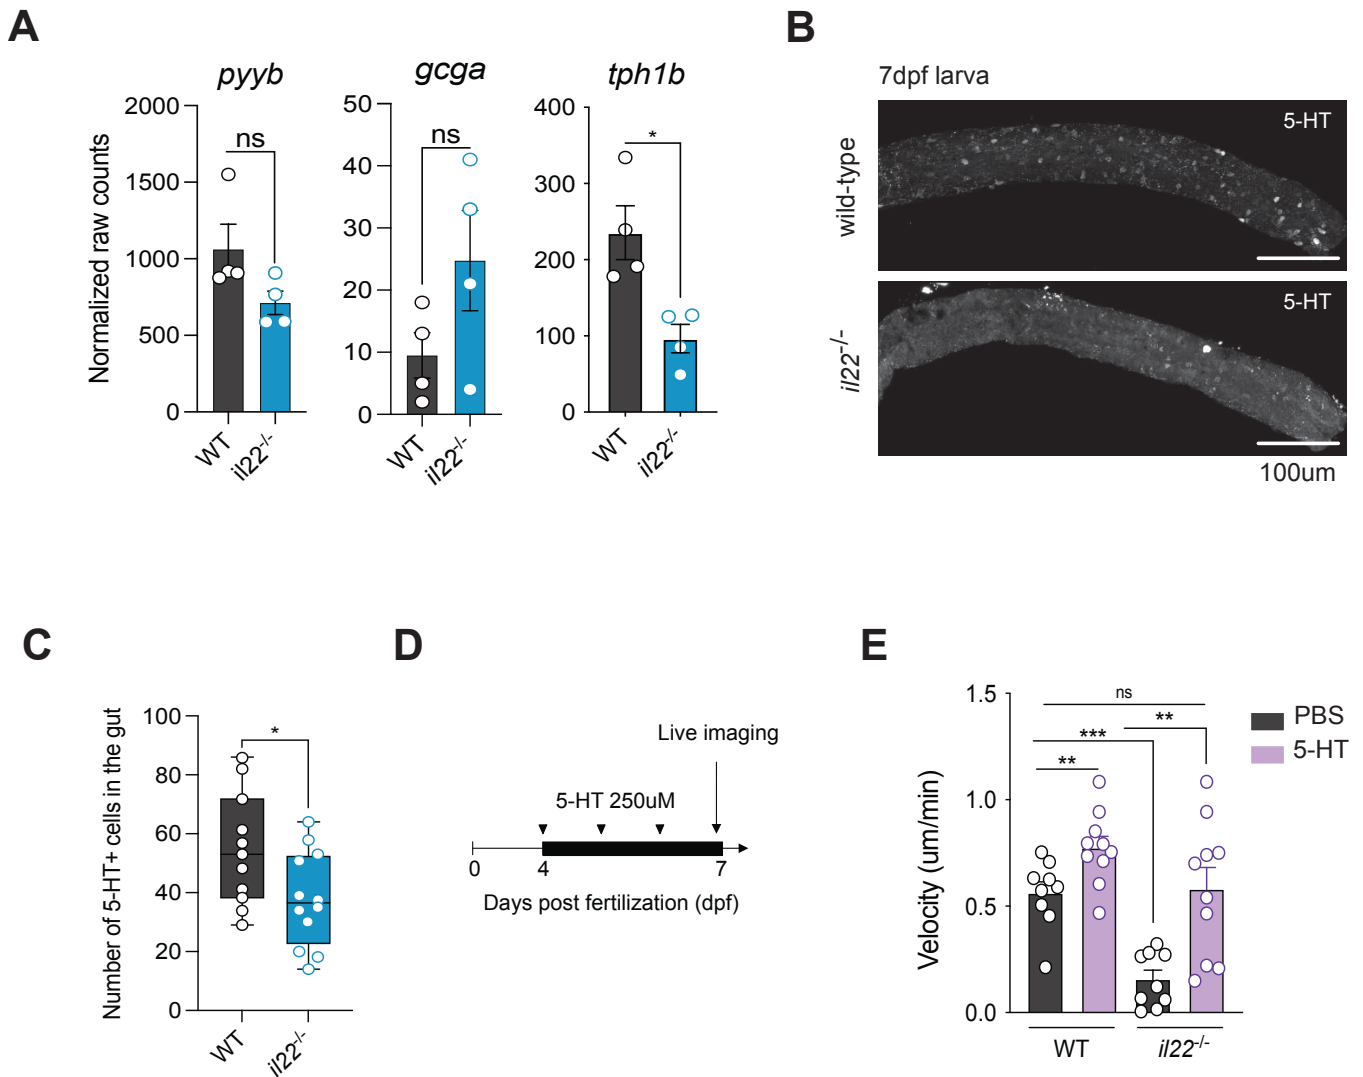 A
pyyb
gcga
tph1b
Normalized raw counts
2000
1500
1000
500
0
ns
WT
il22-/-
50
40
30
20
10
0
ns
WT
il22-/-
400
300
200
100
0
*
WT
il22-/-
B
7dpf larva
wild-type
5-HT
il22-/-
5-HT
100um
C
Number of 5-HT+ cells in the gut
100
80
60
40
20
0
*
WT
il22-/-
D
Live imaging
5-HT 250uM
0
4
7
Days post fertilization (dpf)
E
Velocity (um/min)
1.5
1.0
0.5
0.0
ns
**
***
**
PBS
5-HT
WT
il22-/-